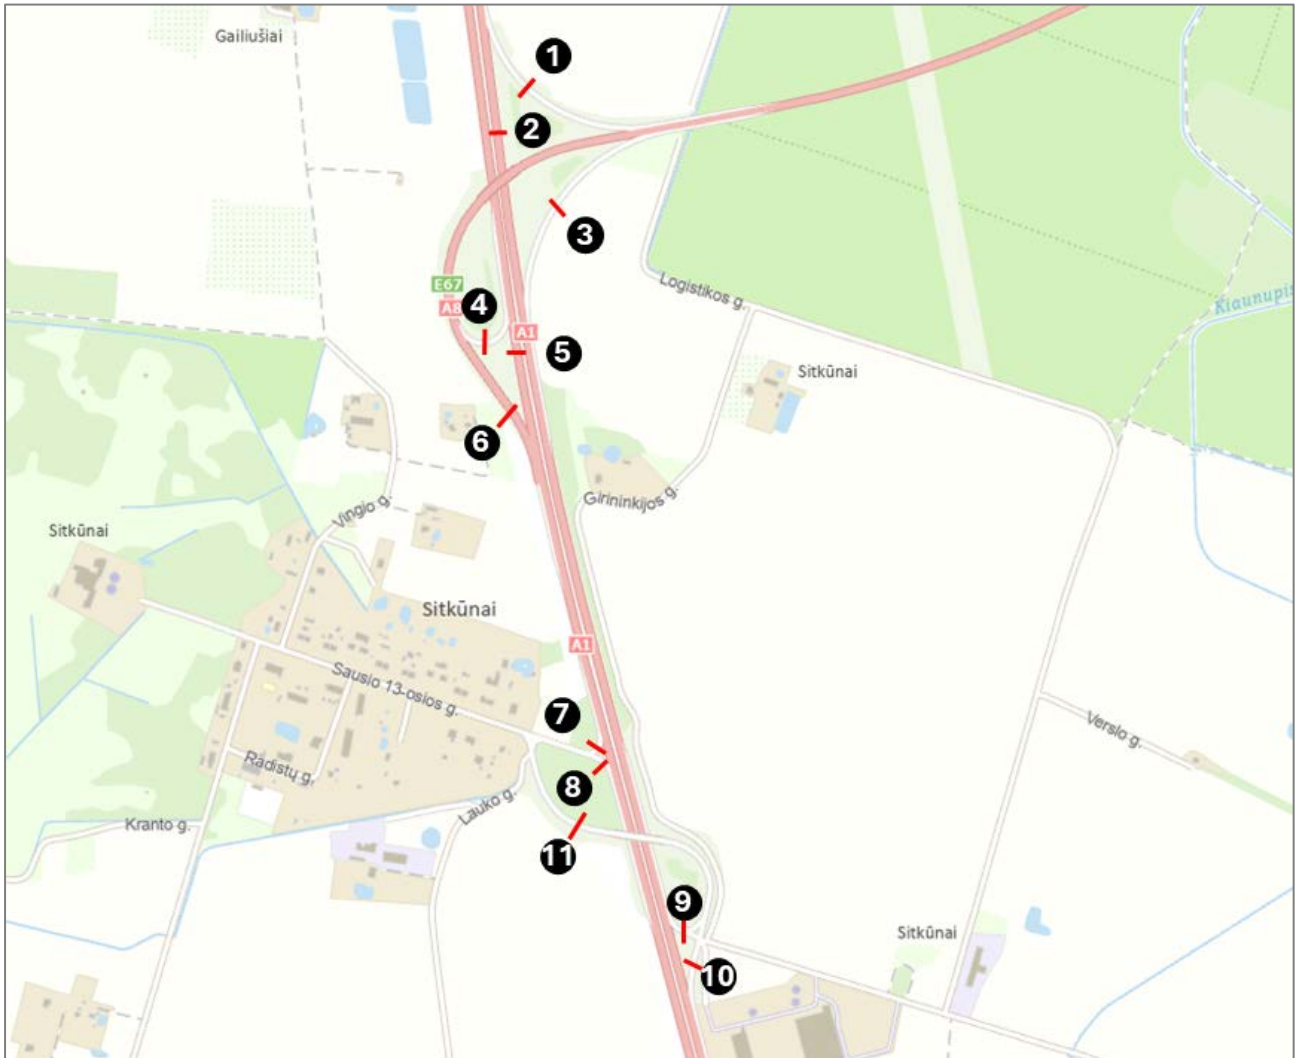 Gailiušiai
1
2
3
Logistikos g.
Kiaunupis
E67
A8
4
A1
5
Sitkūnai
6
Girininkijos g.
Vingio g.
Sitkūnai
Sitkūnai
A1
Sausio 13-osios g.
7
Verslo g.
Radistų g.
8
Lauko g.
Kranto g.
11
9
Sitkūnai
10